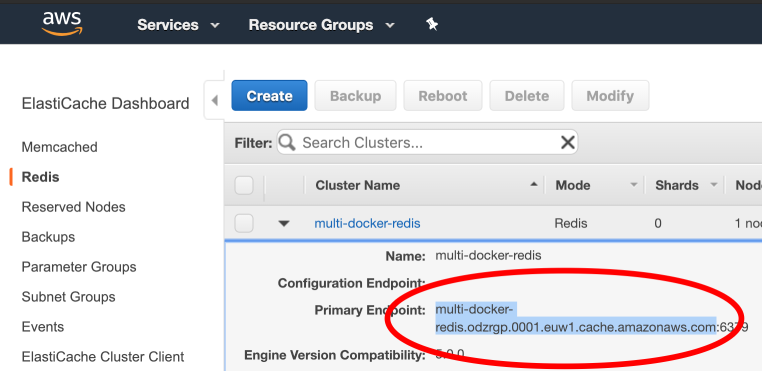 aws
Services
Resource Groups
ElastiCache Dashboard
Memcached
Redis
Reserved Nodes
Backups
Parameter Groups
Subnet Groups
Events
ElastiCache Cluster Client
Create
Backup
Reboot
Delete
Modify
Filter:
Search Clusters...
Cluster Name
Mode
Shards
multi-docker-redis
Redis
0
1
Name:
multi-docker-redis
Configuration Endpoint:
Primary Endpoint:
multi-docker-
redis.odzrgp.0001.euw1.cache.amazonaws.com:6379
Engine Version Compatibility:
5.0.0